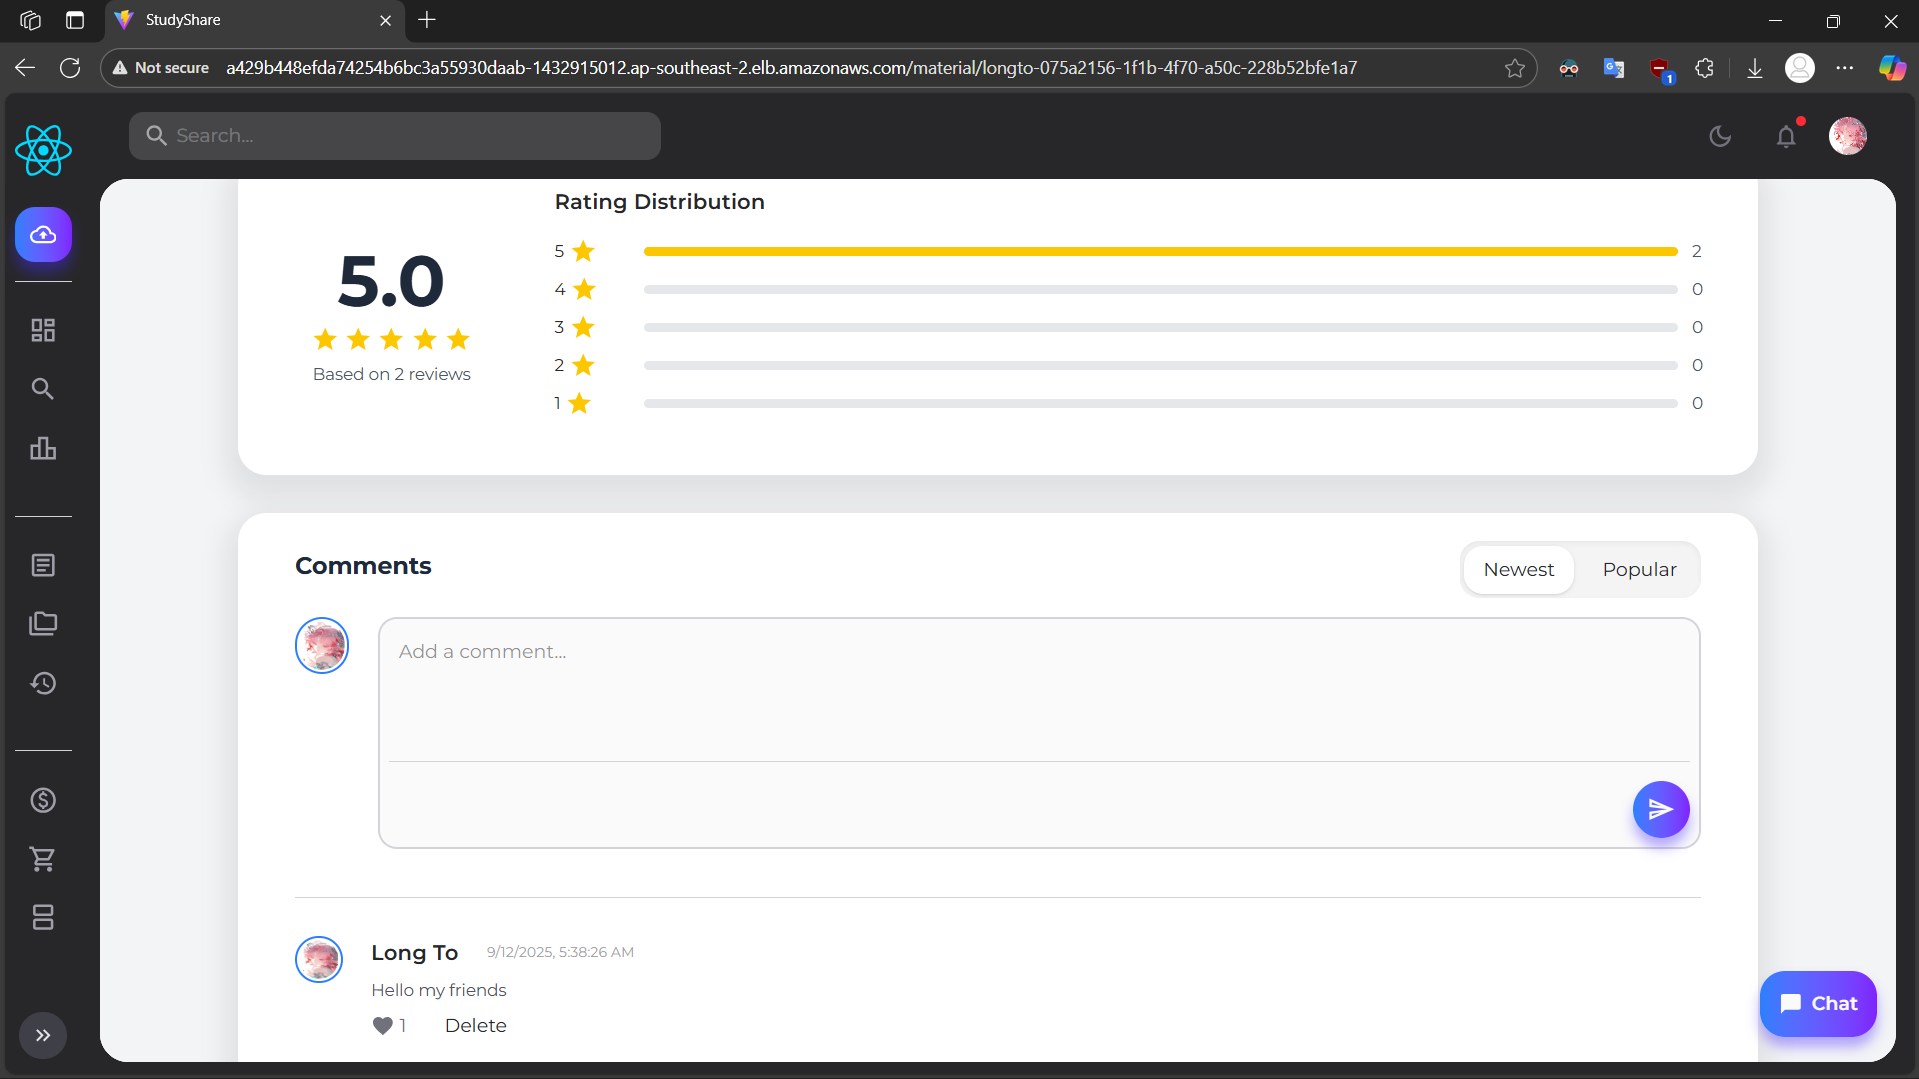 StudyShare
Not secure a429b448efda74254b6bc3a55930daab-1432915012.ap-southeast-2.elb.amazonaws.com/material/longto-075a2156-1f1b-4f70-a50c-228b52bfe1a7
1
Search...
Rating Distribution
5 2
4 0
3 0
2 0
1 0
5.0
Based on 2 reviews
Comments
Newest Popular
Add a comment...
Long To 9/12/2025, 5:38:26 AM
Hello my friends
1 Delete
Chat